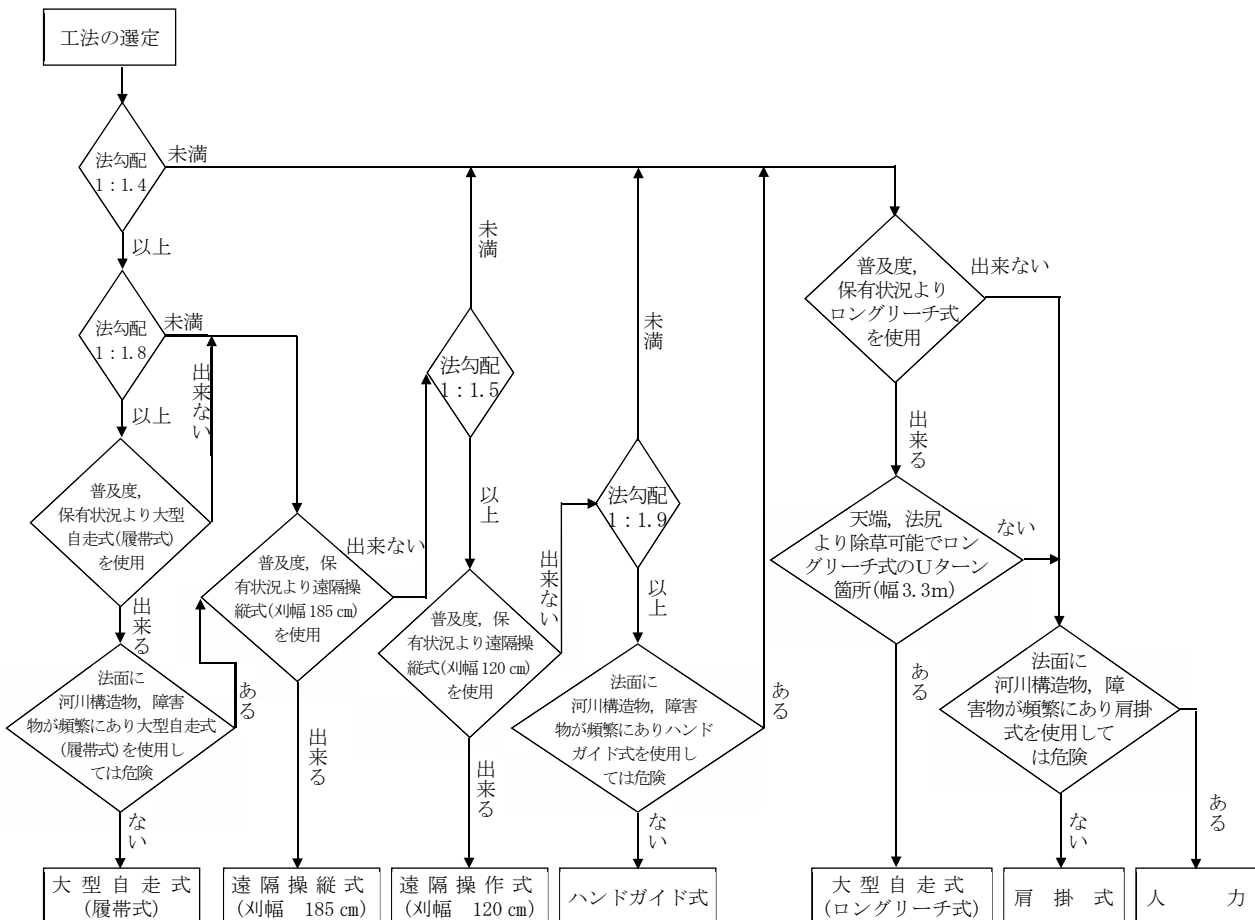 工法の選定
法勾配
1:1.4
未満
以上
法勾配
1:1.8
未満
以上
出来ない
普及度，
保有状況より大型
自走式(履帯式)
を使用
出来る
法面に
河川構造物，障害
物が頻繁にあり大型自走式
(履帯式)を使用し
ては危険
ある
ない
大型自走式
(履帯式)
普及度，保
有状況より遠隔操
縦式(刈幅185㎝)
を使用
出来ない
出来る
遠隔操縦式
(刈幅　185㎝)
法勾配
1:1.5
未満
以上
普及度，保
有状況より遠隔操
縦式(刈幅120㎝)
を使用
出来ない
出来る
遠隔操作式
(刈幅　120㎝)
法勾配
1:1.9
未満
以上
法面に
河川構造物，障害
物が頻繁にありハンド
ガイド式を使用し
ては危険
ある
ない
ハンドガイド式
普及度，
保有状況より
ロングリーチ式
を使用
出来ない
出来る
天端，法尻
より除草可能でロン
グリーチ式のUターン
箇所(幅3.3m)
ない
ある
大型自走式
(ロングリーチ式)
法面に
河川構造物，障
害物が頻繁にあり肩掛
式を使用して
は危険
ない
ある
肩掛式
人力